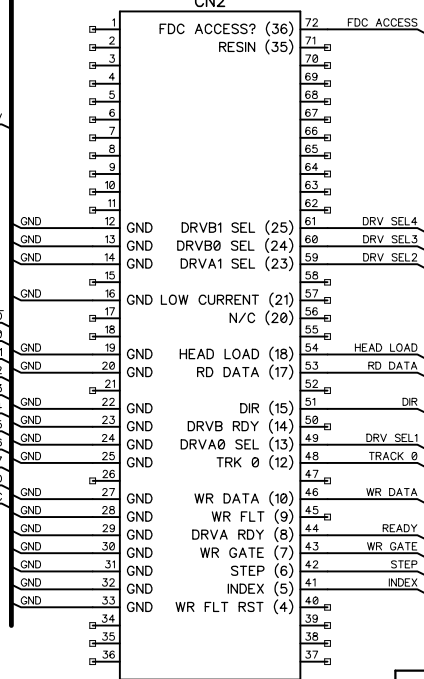 CN2
1 FDC ACCESS? (36) 72 FDC ACCESS
2 RESIN (35) 71
3 70
4 69
5 68
6 67
7 66
8 65
9 64
10 63
11 62
GND 12 GND DRVB1 SEL (25) 61 DRV SEL4
GND 13 GND DRVB0 SEL (24) 60 DRV SEL3
GND 14 GND DRVA1 SEL (23) 59 DRV SEL2
15 58
GND 16 GND LOW CURRENT (21) 57
17 N/C (20) 56
18 55
GND 19 GND HEAD LOAD (18) 54 HEAD LOAD
GND 20 GND RD DATA (17) 53 RD DATA
21 52
GND 22 GND DIR (15) 51 DIR
GND 23 GND DRVB RDY (14) 50
GND 24 GND DRVA0 SEL (13) 49 DRV SEL1
GND 25 GND TRK 0 (12) 48 TRACK 0
26 47
GND 27 GND WR DATA (10) 46 WR DATA
GND 28 GND WR FLT (9) 45
GND 29 GND DRVA RDY (8) 44 READY
GND 30 GND WR GATE (7) 43 WR GATE
GND 31 GND STEP (6) 42 STEP
GND 32 GND INDEX (5) 41 INDEX
GND 33 GND WR FLT RST (4) 40
34 39
35 38
36 37